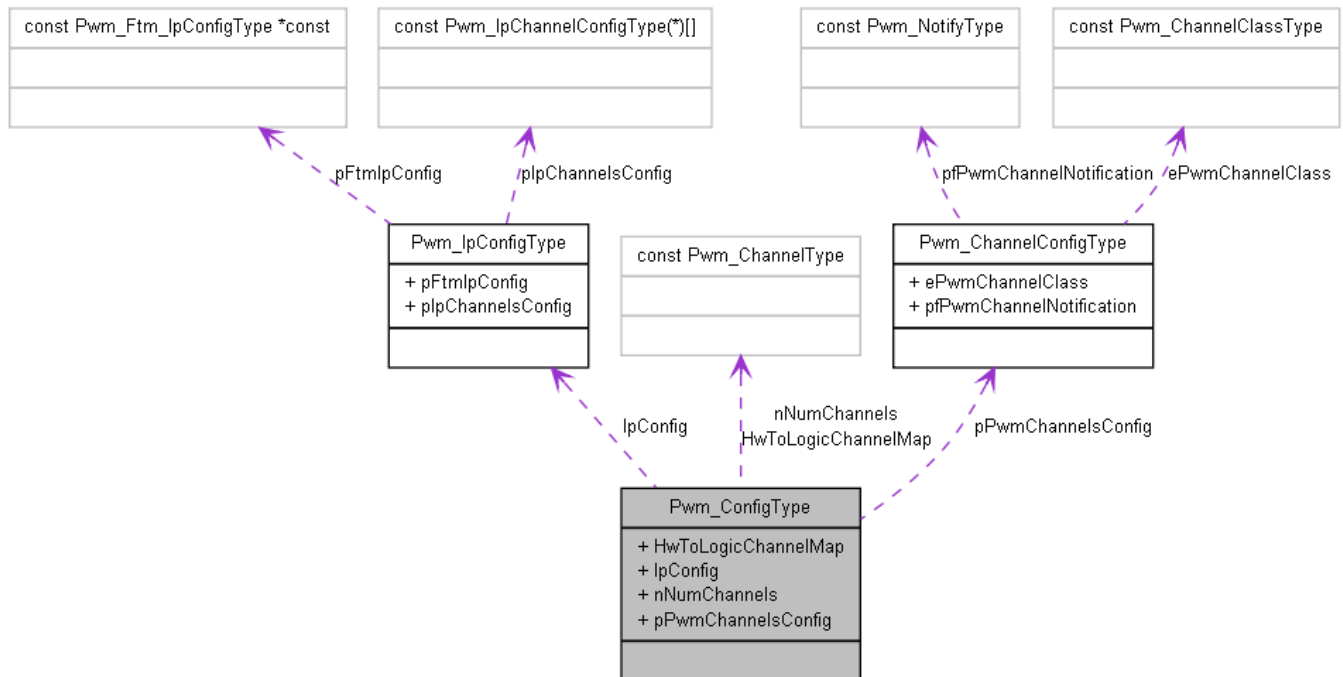 const Pwm_Ftm_IpConfigType *const
const Pwm_IpChannelConfigType(*)[]
const Pwm_NotifyType
const Pwm_ChannelClassType
pFtmIpConfig
pIpChannelsConfig
pfPwmChannelNotification
ePwmChannelClass
Pwm_IpConfigType
+ pFtmIpConfig
+ pIpChannelsConfig
const Pwm_ChannelType
Pwm_ChannelConfigType
+ ePwmChannelClass
+ pfPwmChannelNotification
IpConfig
nNumChannels
HwToLogicChannelMap
pPwmChannelsConfig
Pwm_ConfigType
+ HwToLogicChannelMap
+ IpConfig
+ nNumChannels
+ pPwmChannelsConfig